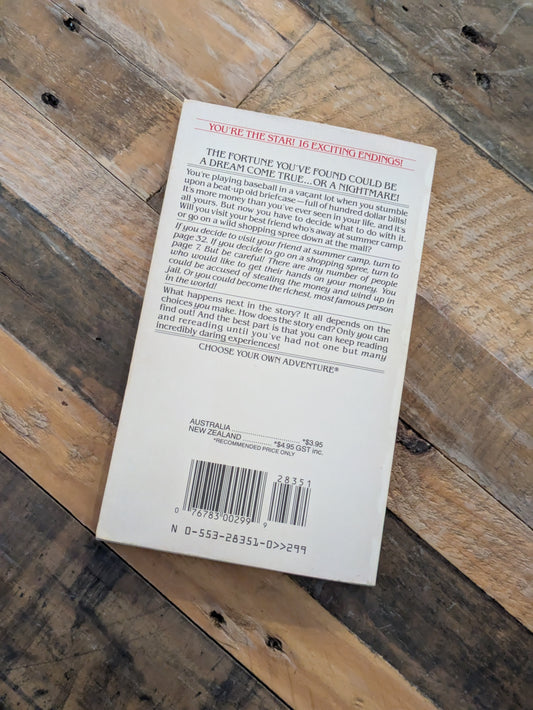 YOU'RE THE STAR! 16 EXCITING ENDINGS!
THE FORTUNE YOU'VE FOUND COULD BE
A DREAM COME TRUE...OR A NIGHTMARE!
You're playing baseball in a vacant lot when you stumble
upon a beat-up old briefcase—full of hundred dollar bills!
It's more money than you've ever seen in your life, and it's
all yours. But now you have to decide what to do with it.
Will you visit your best friend who's away at summer camp
or go on a wild shopping spree down at the mall?
If you decide to visit your friend at summer camp, turn to
page 32. If you decide to go on a shopping spree, turn to
page 7. But be careful! There are any number of people
who would like to get their hands on your money. You
could be accused of stealing the money and wind up in
jail. Or you could become the richest, most famous person
in the world!
What happens next in the story? It all depends on the
choices you make. How does the story end? Only you can
find out! And the best part is that you can keep reading
and rereading until you've had not one but many
incredibly daring experiences!
CHOOSE YOUR OWN ADVENTURE®
AUSTRALIA ........................ *$3.95
NEW ZEALAND ............ *$4.95 GST inc.
*RECOMMENDED PRICE ONLY
28351
0 76783 00299 9
N 0-553-28351-0>>299